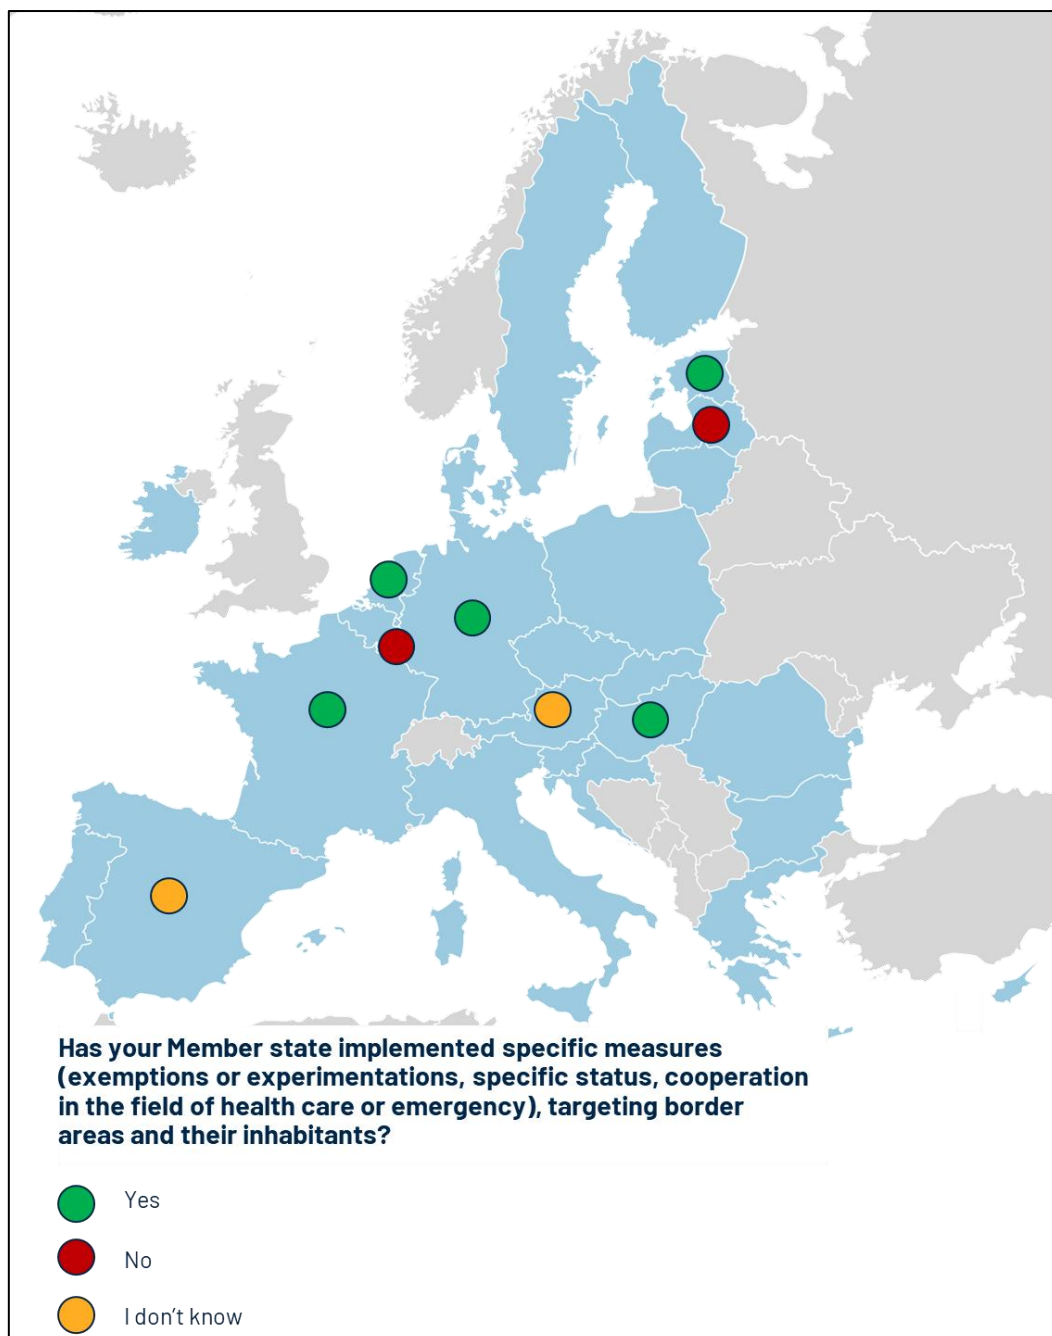 Has your Member state implemented specific measures
(exemptions or experimentations, specific status, cooperation
in the field of health care or emergency), targeting border
areas and their inhabitants?
Yes
No
I don't know